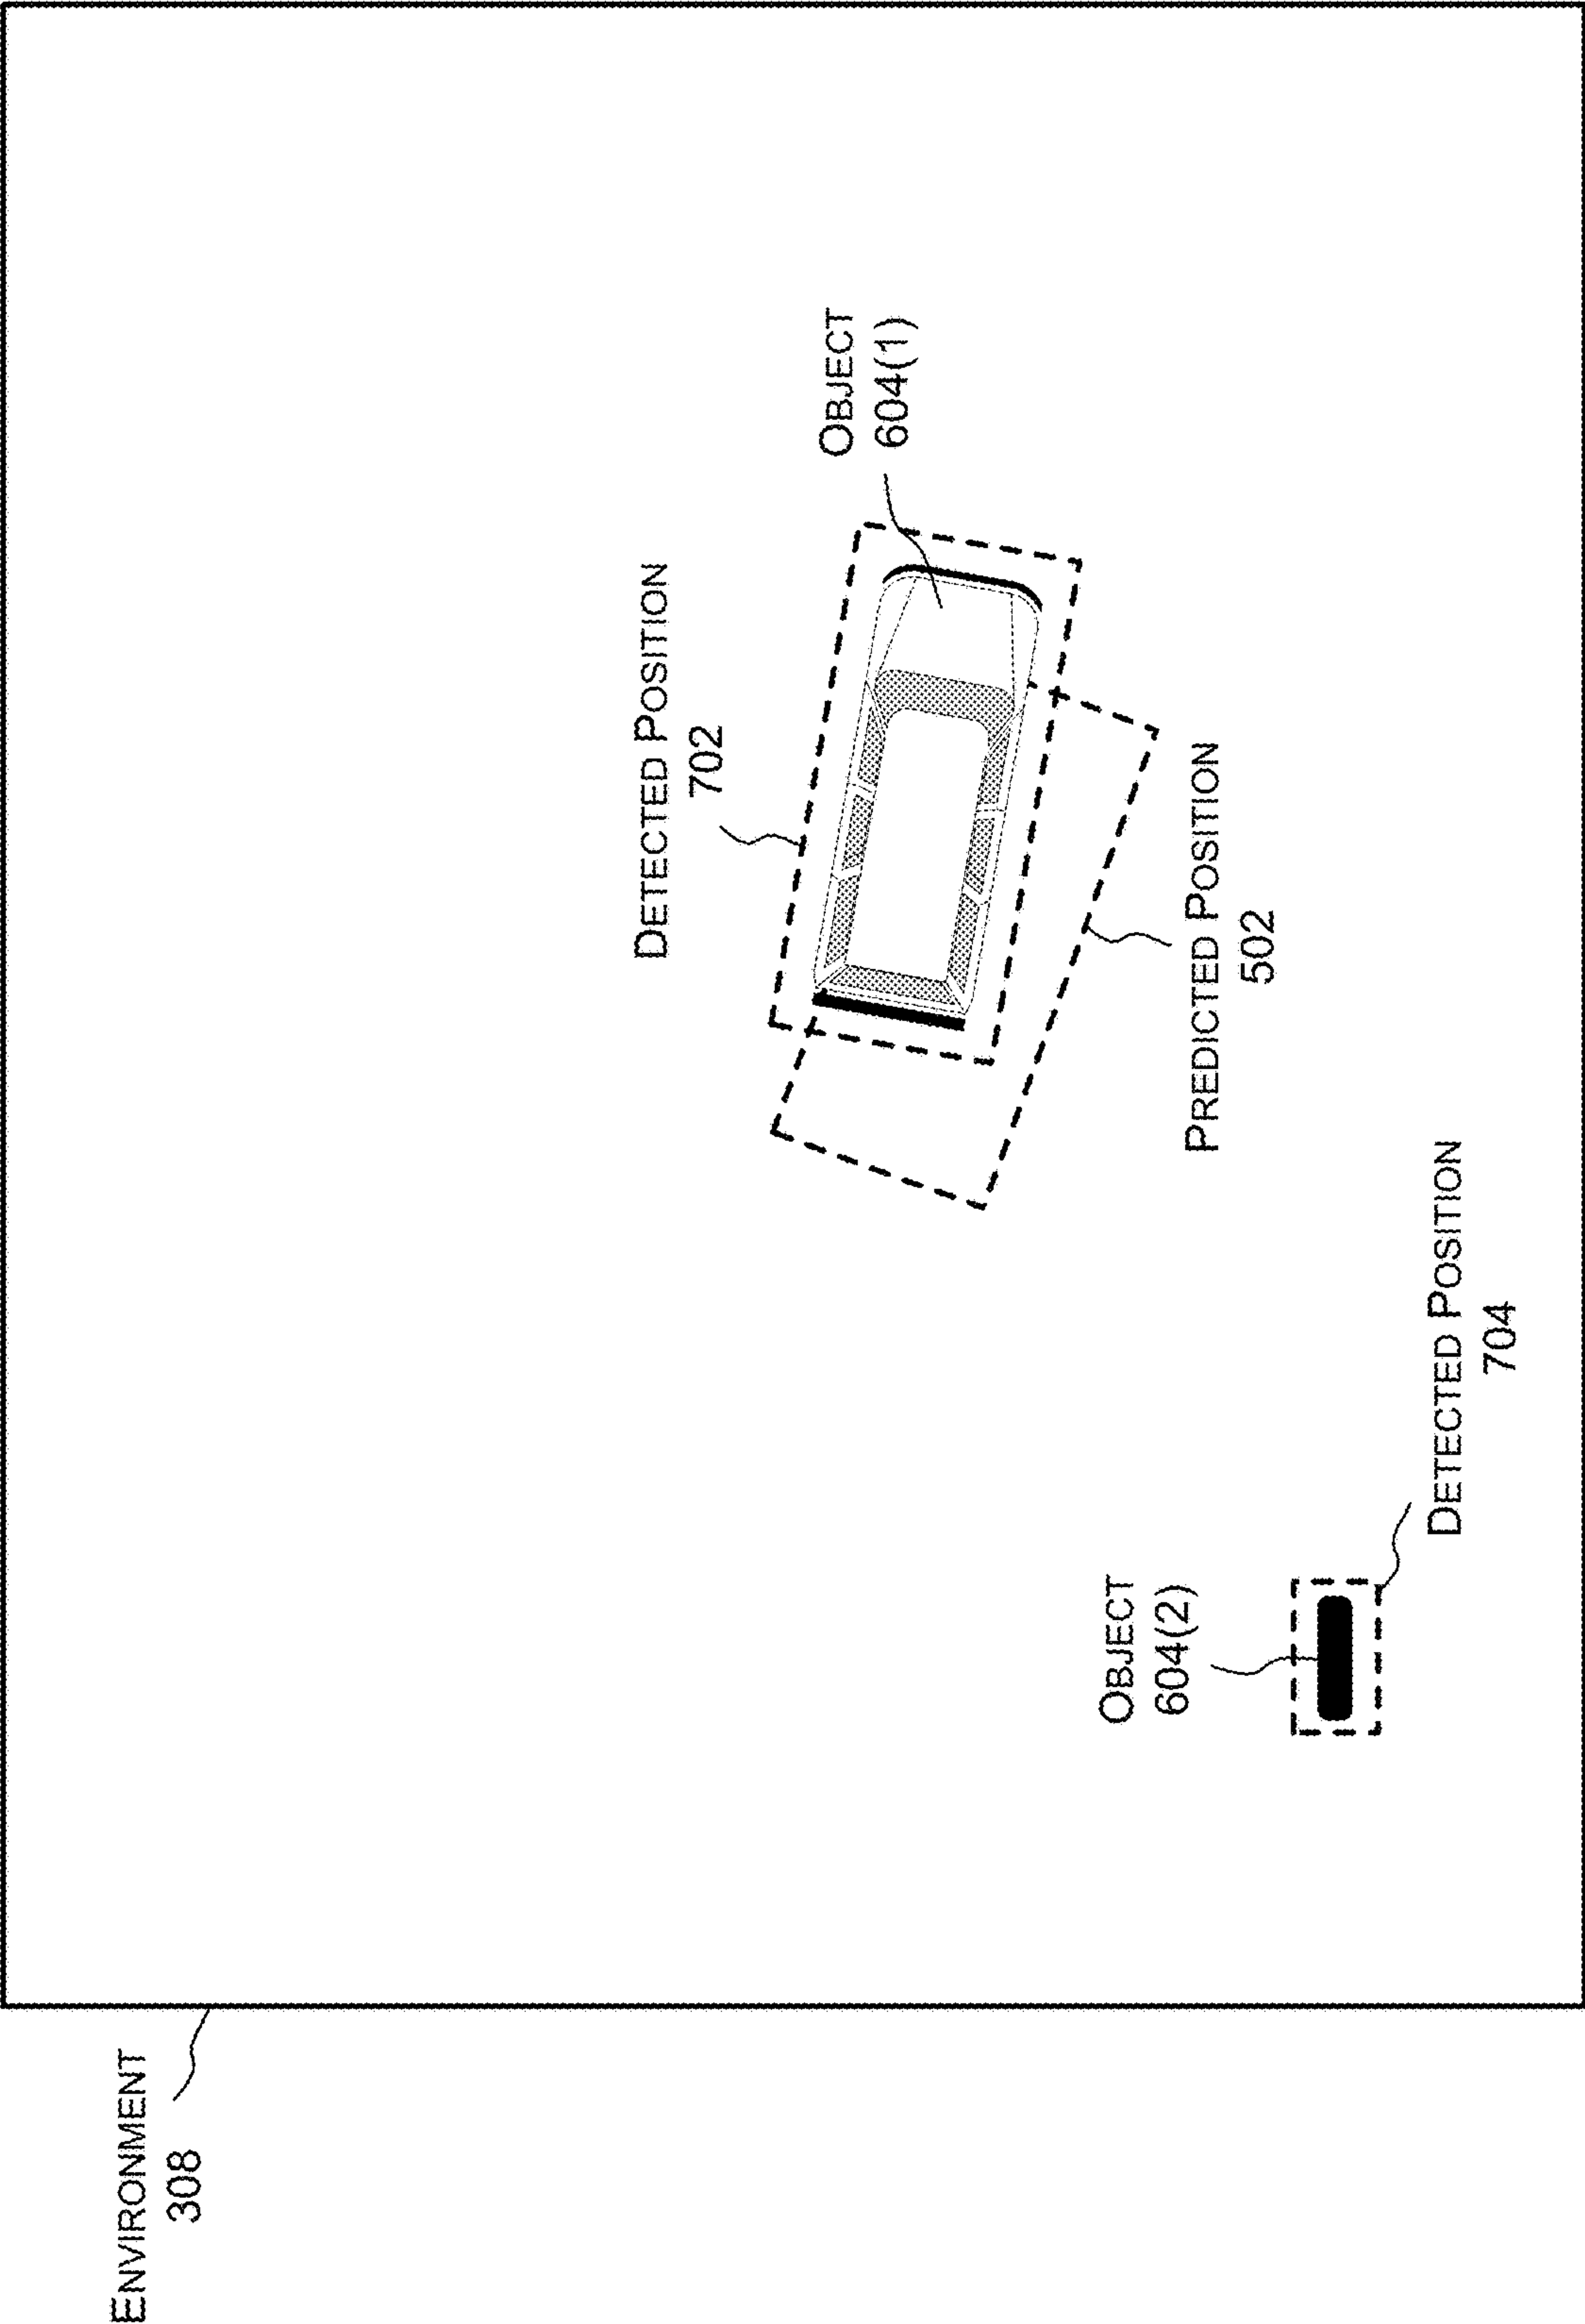 ENVIRONMENT
308
DETECTED POSITION
702
OBJECT
604(1)
PREDICTED POSITION
502
OBJECT
604(2)
DETECTED POSITION
704